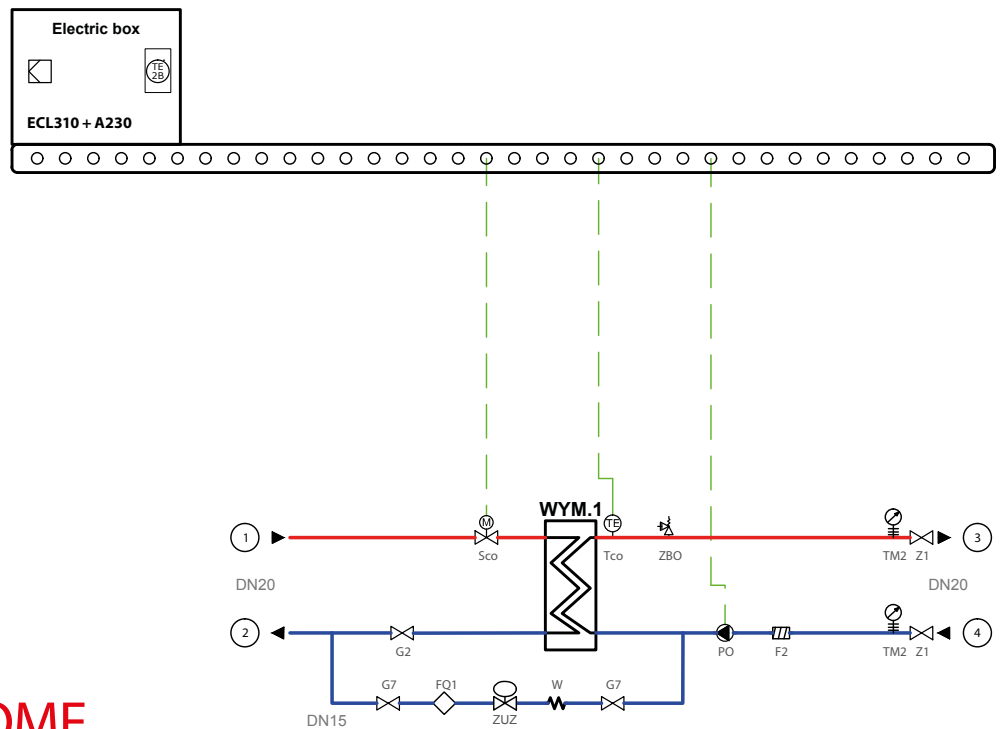 Electric box
TE
2B
ECL310 + A230
WYM.1
M
TE
1
Sco
Tco
ZBO
TM2 Z1
3
DN20
DN20
2
G2
PO
F2
TM2 Z1
4
G7
FQ1
W
G7
DN15
ZUZ